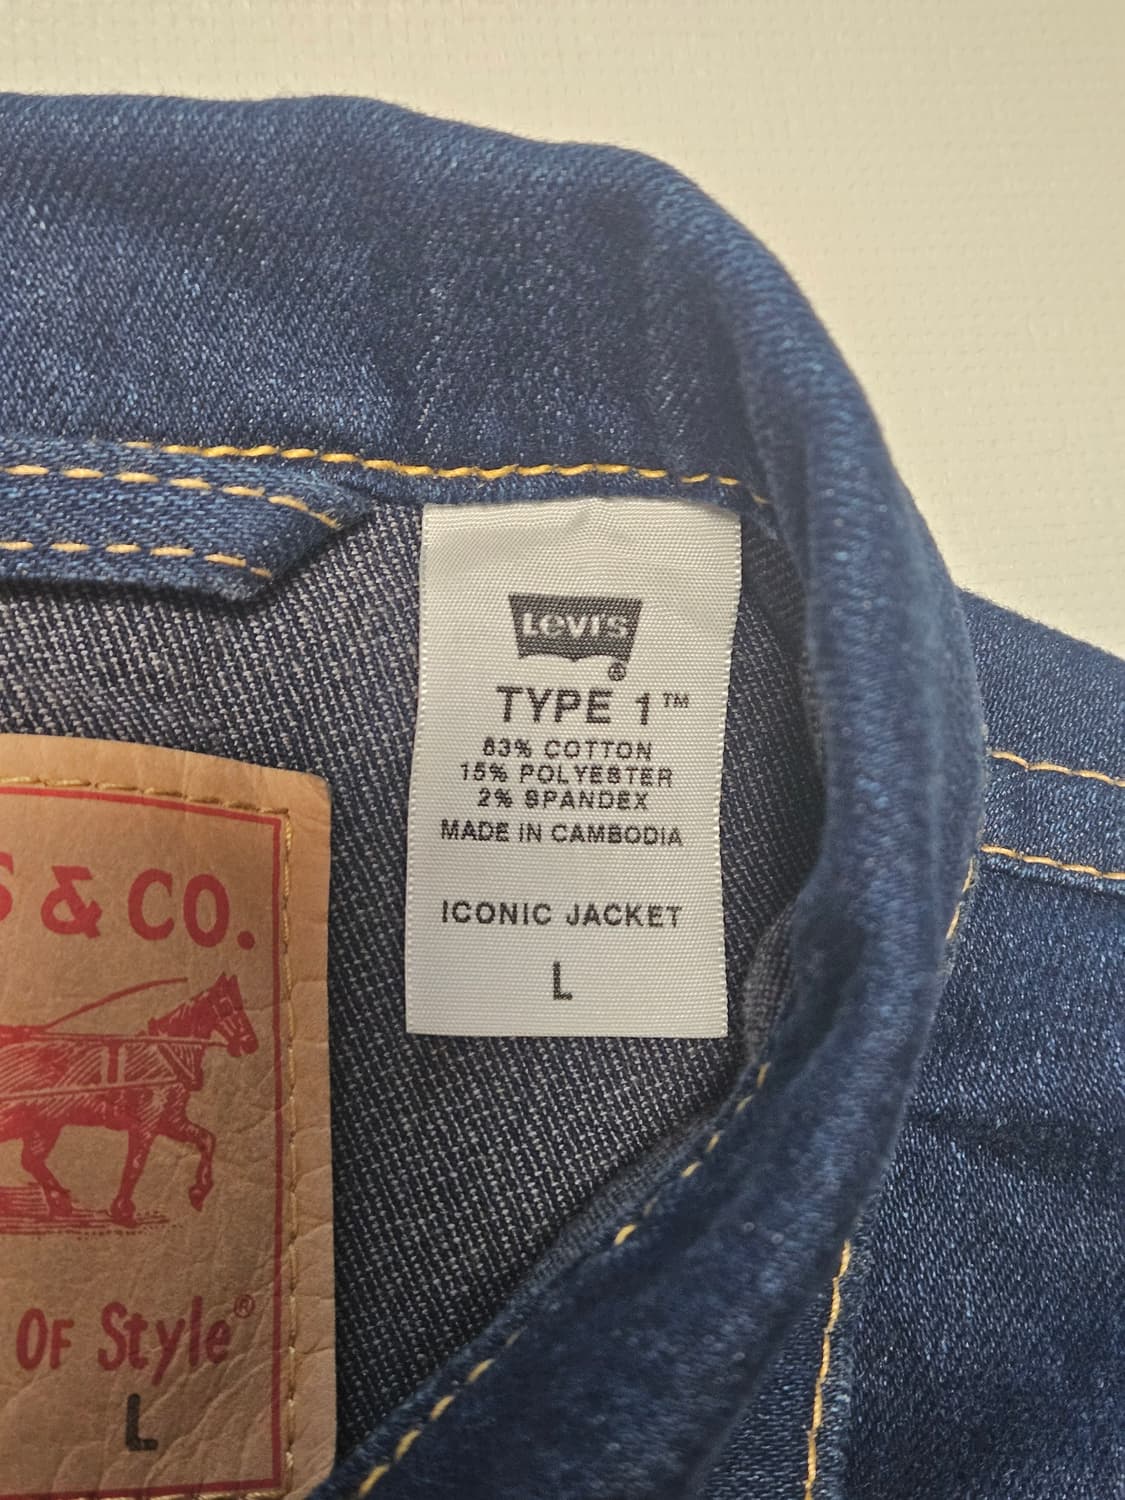 LEVI'S
TYPE 1™
83% COTTON
15% POLYESTER
2% SPANDEX
MADE IN CAMBODIA
ICONIC JACKET
L
S & CO.
OF Style®
L